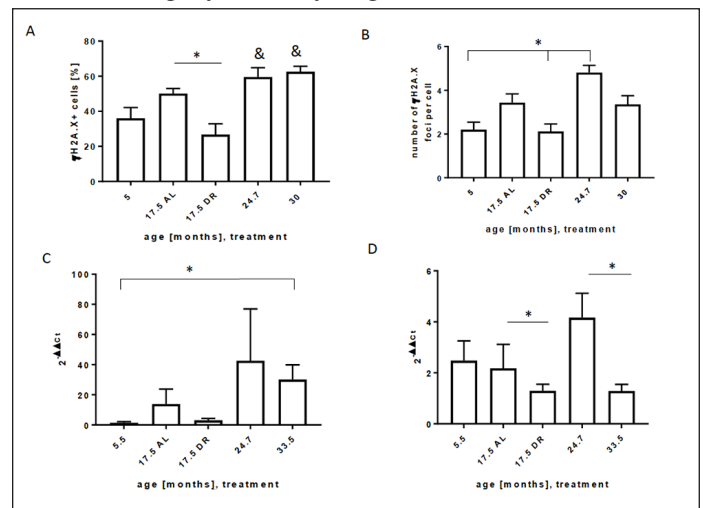 A
γH2A.X+ cells [%]
80
60
40
20
0
*
&
&
5
17.5 AL
17.5 DR
24.7
30
age [months], treatment
B
number of γH2A.X
foci per cell
6
4
2
0
*
5
17.5 AL
17.5 DR
24.7
30
age [months], treatment
C
2-▲▲Ct
100
80
60
40
20
0
*
5.5
17.5 AL
17.5 DR
24.7
33.5
age [months], treatment
D
2-▲▲Ct
6
4
2
0
*
*
5.5
17.5 AL
17.5 DR
24.7
33.5
age [months], treatment